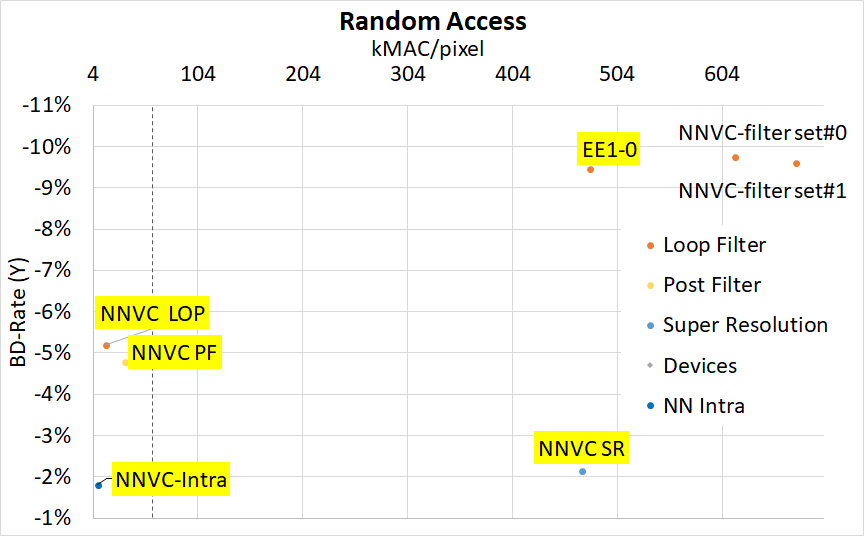 Random Access
kMAC/pixel
4 104 204 304 404 504 604
BD-Rate (Y)
-11%
-10%
-9%
-8%
-7%
-6%
-5%
-4%
-3%
-2%
-1%
EE1-0
NNVC-filter set#0
NNVC-filter set#1
NNVC LOP
NNVC PF
NNVC SR
NNVC-Intra
Loop Filter
Post Filter
Super Resolution
Devices
NN Intra